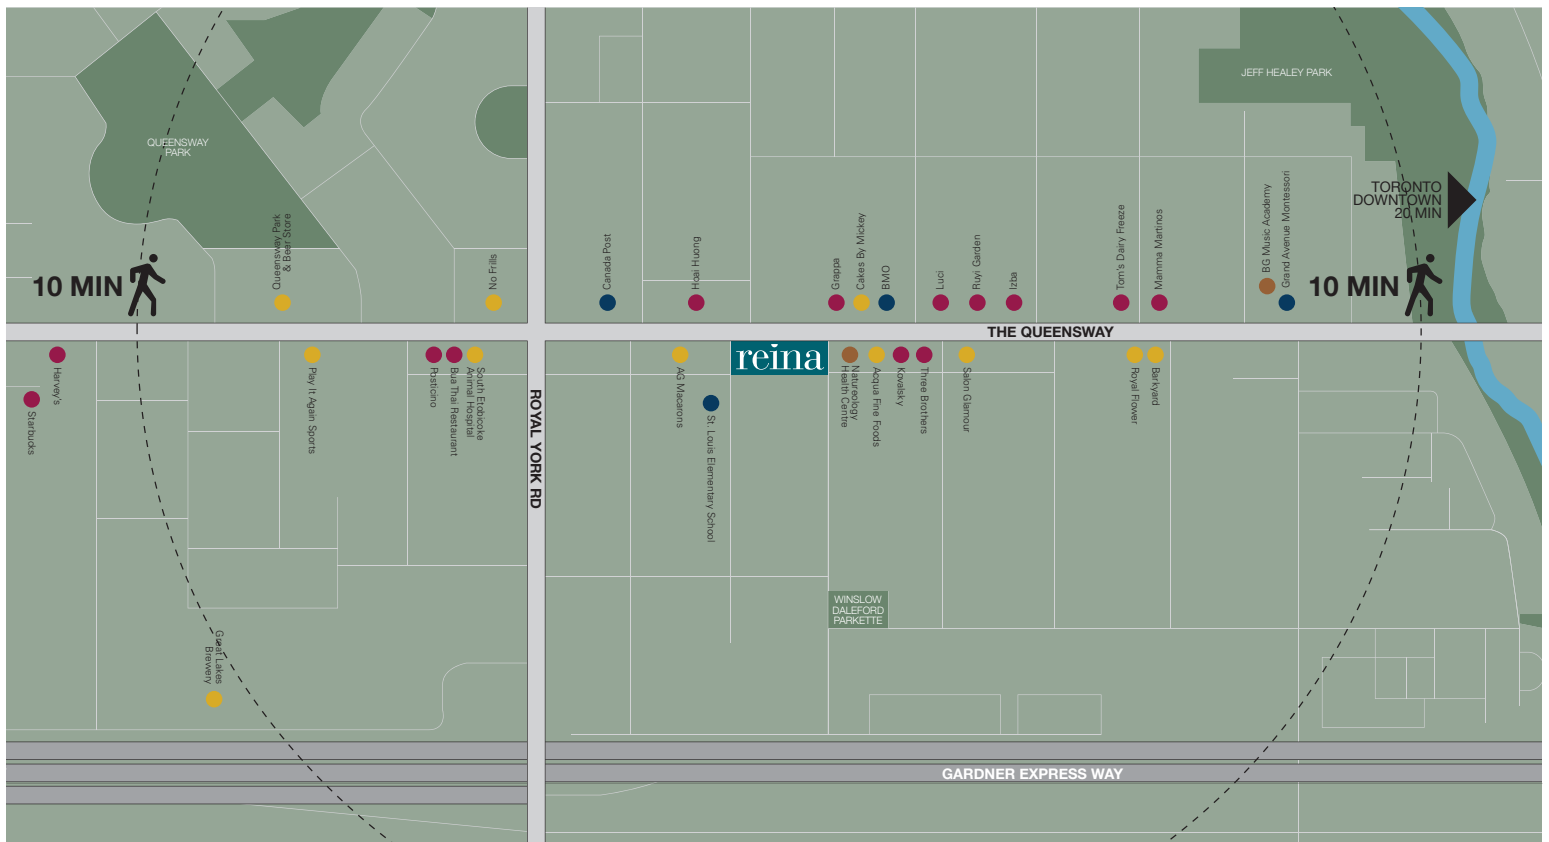 QUEENSWAY
PARK
JEFF HEALEY PARK
TORONTO
DOWNTOWN
20 MIN
10 MIN
Queensway Park
& Beer Store
No Frills
Canada Post
Hoai Huong
Grappa
Cakes By Mickey
BMO
Luci
Ruyi Garden
Izba
Tom's Dairy Freeze
Mamma Martinos
BG Music Academy
Grand Avenue Montessori
10 MIN
THE QUEENSWAY
Harvey's
Starbucks
Play It Again Sports
Posticino
Bua Thai Restaurant
South Etobicoke
Animal Hospital
ROYAL YORK RD
AG Macarons
St. Louis Elementary School
reina
Natureology
Health Centre
Acqua Fine Foods
Kovalsky
Three Brothers
Salon Glamour
Royal Flower
Barkyard
WINSLOW
DALEFORD
PARKETTE
Great Lakes
Brewery
GARDNER EXPRESS WAY